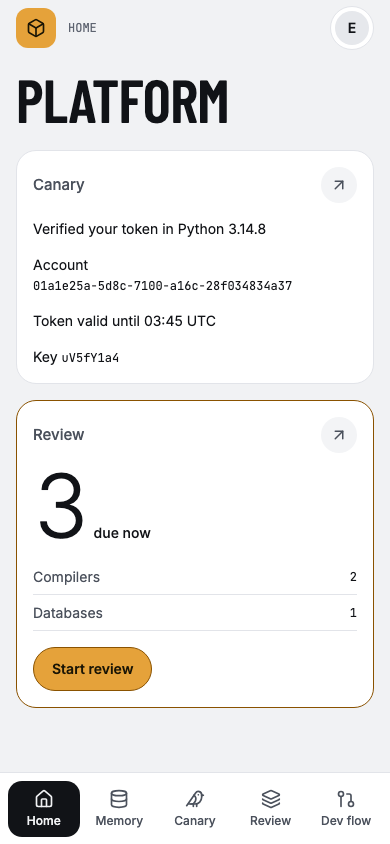 HOME
E
PLATFORM
Canary
Verified your token in Python 3.14.8
Account
01a1e25a-5d8c-7100-a16c-28f034834a37
Token valid until 03:45 UTC
Key uV5fY1a4
Review
3 due now
Compilers 2
Databases 1
Start review
Home Memory Canary Review Dev flow